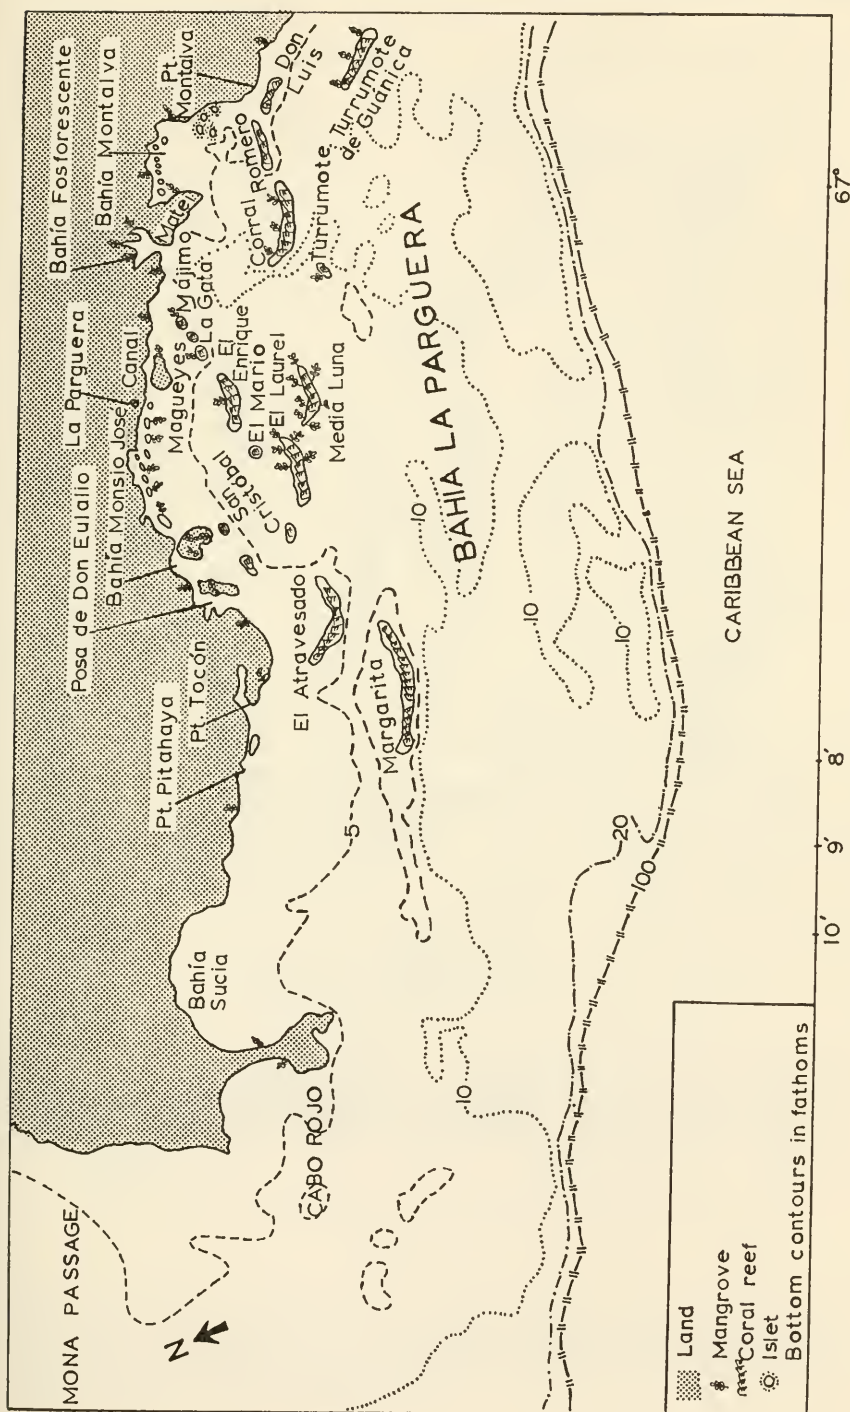 MONA PASSAGE
N
CABO ROJO
Bahía
Sucia
Pt. Pitahaya
Pt. Tocón
Posa de Don Eulalio
Bahía Monsio Jose
La Parguera
Canal
Bahía Fosforescente
Bahía Montalva
Pt. Montalva
Magueyes
Májimo
La Gata
Matei
El Enrique
El Mario
El Laurel
Media Luna
San
Cristóbal
El Atravesado
Margarita
Corral
Romero
Don
Luis
Turrumote
Turrumote
de Guánica
BAHIA LA PARGUERA
5
10
10
10
10
20
100
CARIBBEAN SEA
10'
9'
8'
67°
Land
Mangrove
Coral reef
Islet
Bottom contours in fathoms